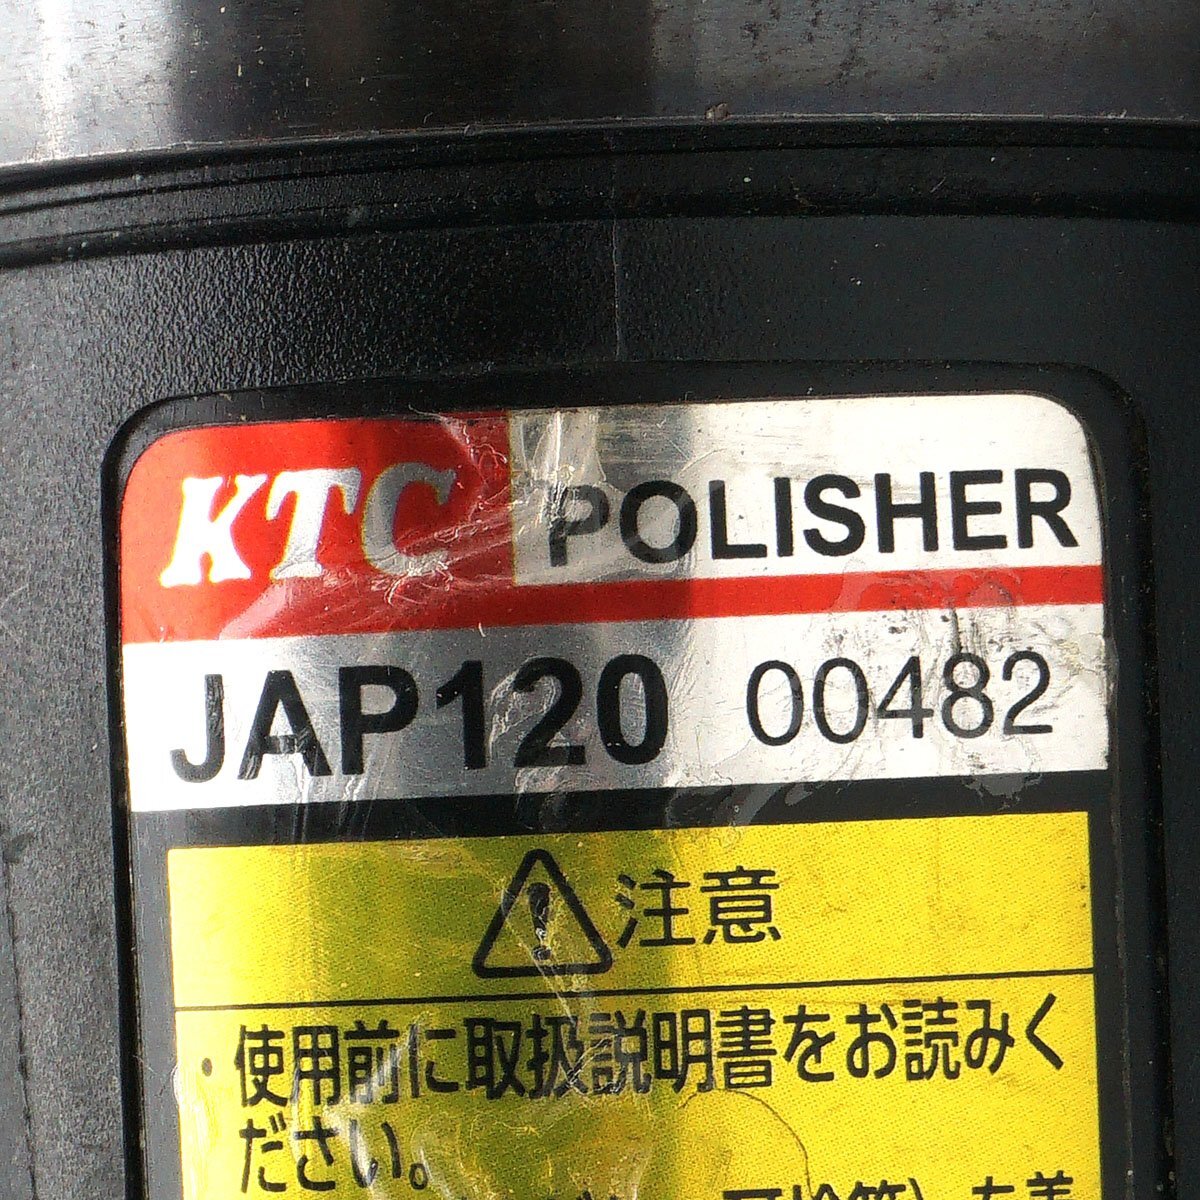 KTC POLISHER
JAP120 00482
注意
・使用前に取扱説明書をお読みく
ださい。